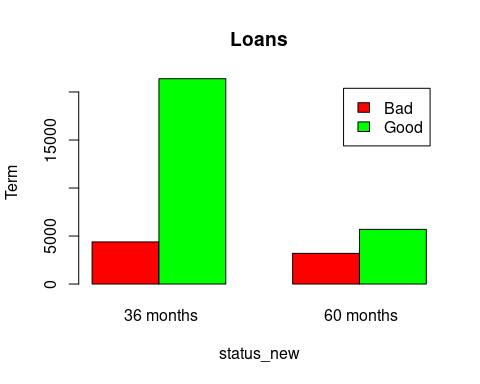 Loans
Bad
Good
Term
15000
5000
0
36 months
60 months
status_new